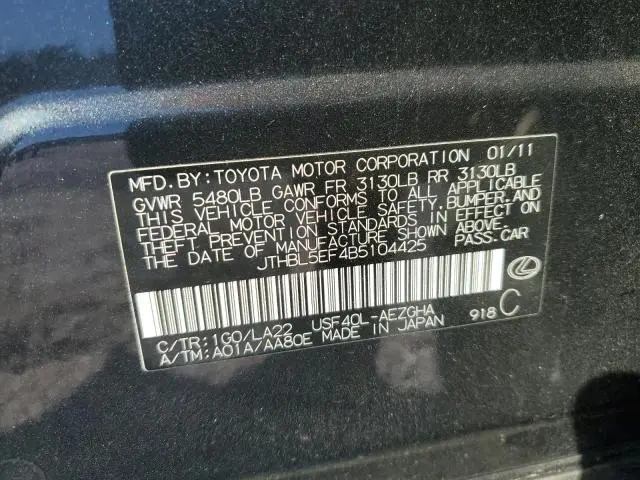 MFD. BY: TOYOTA MOTOR CORPORATION 01/11
GVWR 5480LB GAWR FR 3130LB RR 3130LB
THIS VEHICLE CONFORMS TO ALL APPLICABLE
FEDERAL MOTOR VEHICLE SAFETY, BUMPER, AND
THEFT PREVENTION STANDARDS IN EFFECT ON
THE DATE OF MANUFACTURE SHOWN ABOVE.
JTHBL5EF4B5104425 PASS. CAR
C/TR: 1G0/LA22 USF40L-AEZGHA
A/TM: A01A/AA80E MADE IN JAPAN 918 C